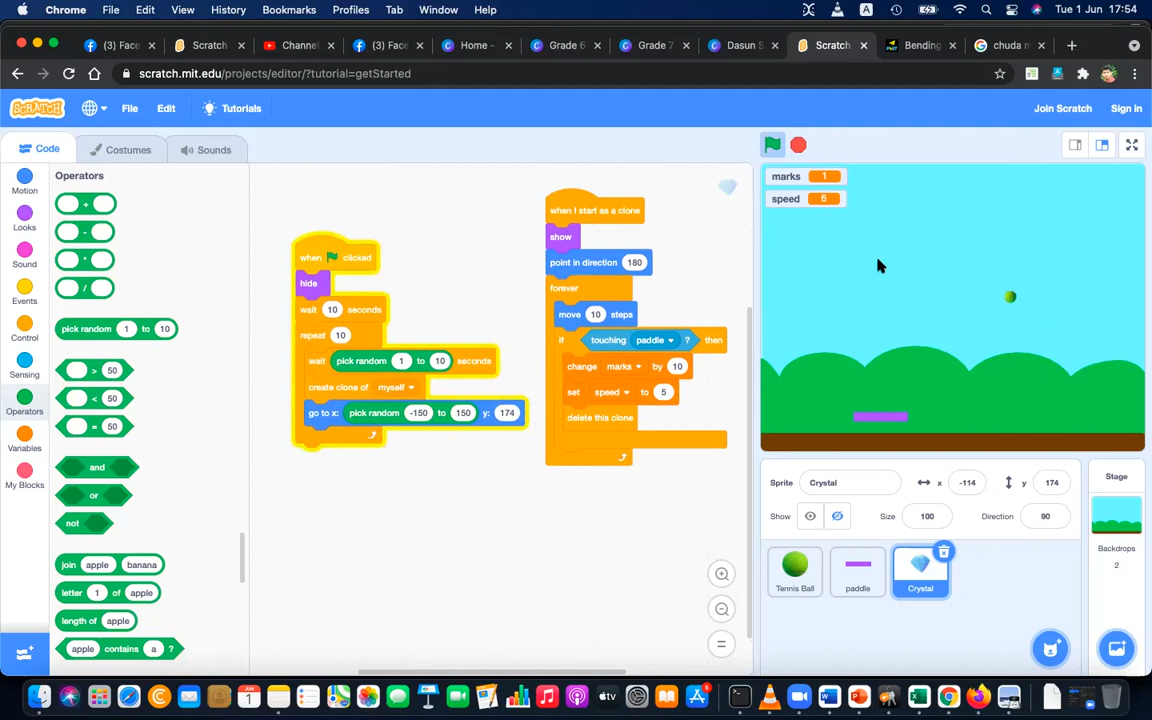 Chrome File Edit View History Bookmarks Profiles Tab Window Help A Tue 1 Jun 17:54
(3) Face Scratch Channel (3) Face Home - Grade 6 Grade 7 Dasun S Scratch Bending chuda m
scratch.mit.edu/projects/editor/?tutorial=getStarted
SCRATCH File Edit Tutorials Join Scratch Sign in
Code Costumes Sounds
Motion
Looks
Sound
Events
Control
Sensing
Operators
Variables
My Blocks
Operators
+
-
*
/
pick random 1 to 10
> 50
< 50
= 50
and
or
not
join apple banana
letter 1 of apple
length of apple
apple contains a ?
when clicked
hide
wait 10 seconds
repeat 10
wait pick random 1 to 10 seconds
create clone of myself
go to x: pick random -150 to 150 y: 174
when I start as a clone
show
point in direction 180
forever
move 10 steps
if touching paddle ? then
change marks by 10
set speed to 5
delete this clone
marks 1
speed 6
Sprite Crystal x -114 y 174
Show Size 100 Direction 90
Tennis Ball paddle Crystal
Stage
Backdrops
2